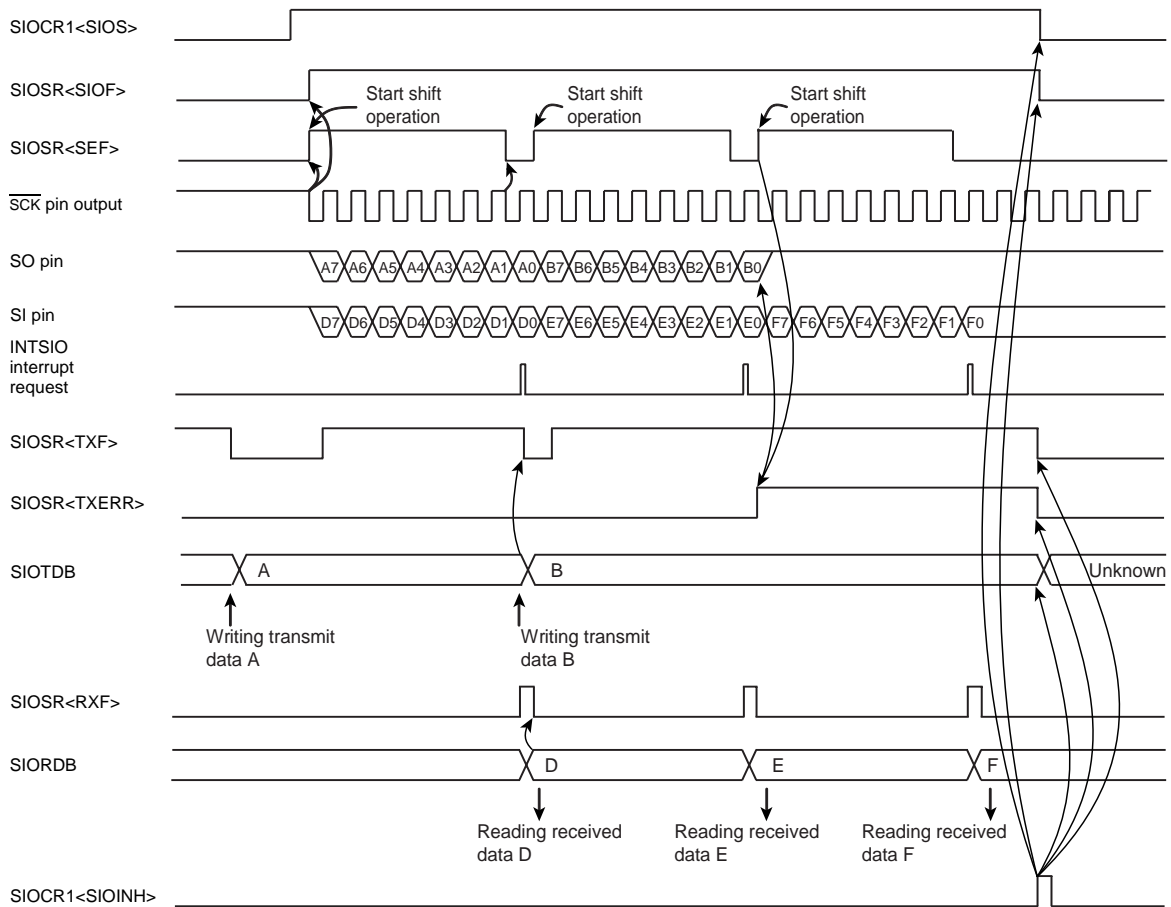 SIOCR1<SIOS>
SIOSR<SIOF>
Start shift
operation
Start shift
operation
Start shift
operation
SIOSR<SEF>
SCK pin output
SO pin
A7 A6 A5 A4 A3 A2 A1 A0 B7 B6 B5 B4 B3 B2 B1 B0
SI pin
D7 D6 D5 D4 D3 D2 D1 D0 E7 E6 E5 E4 E3 E2 E1 E0 F7 F6 F5 F4 F3 F2 F1 F0
INTSIO
interrupt
request
SIOSR<TXF>
SIOSR<TXERR>
SIOTDB
A
B
Unknown
Writing transmit
data A
Writing transmit
data B
SIOSR<RXF>
SIORDB
D
E
F
Reading received
data D
Reading received
data E
Reading received
data F
SIOCR1<SIOINH>